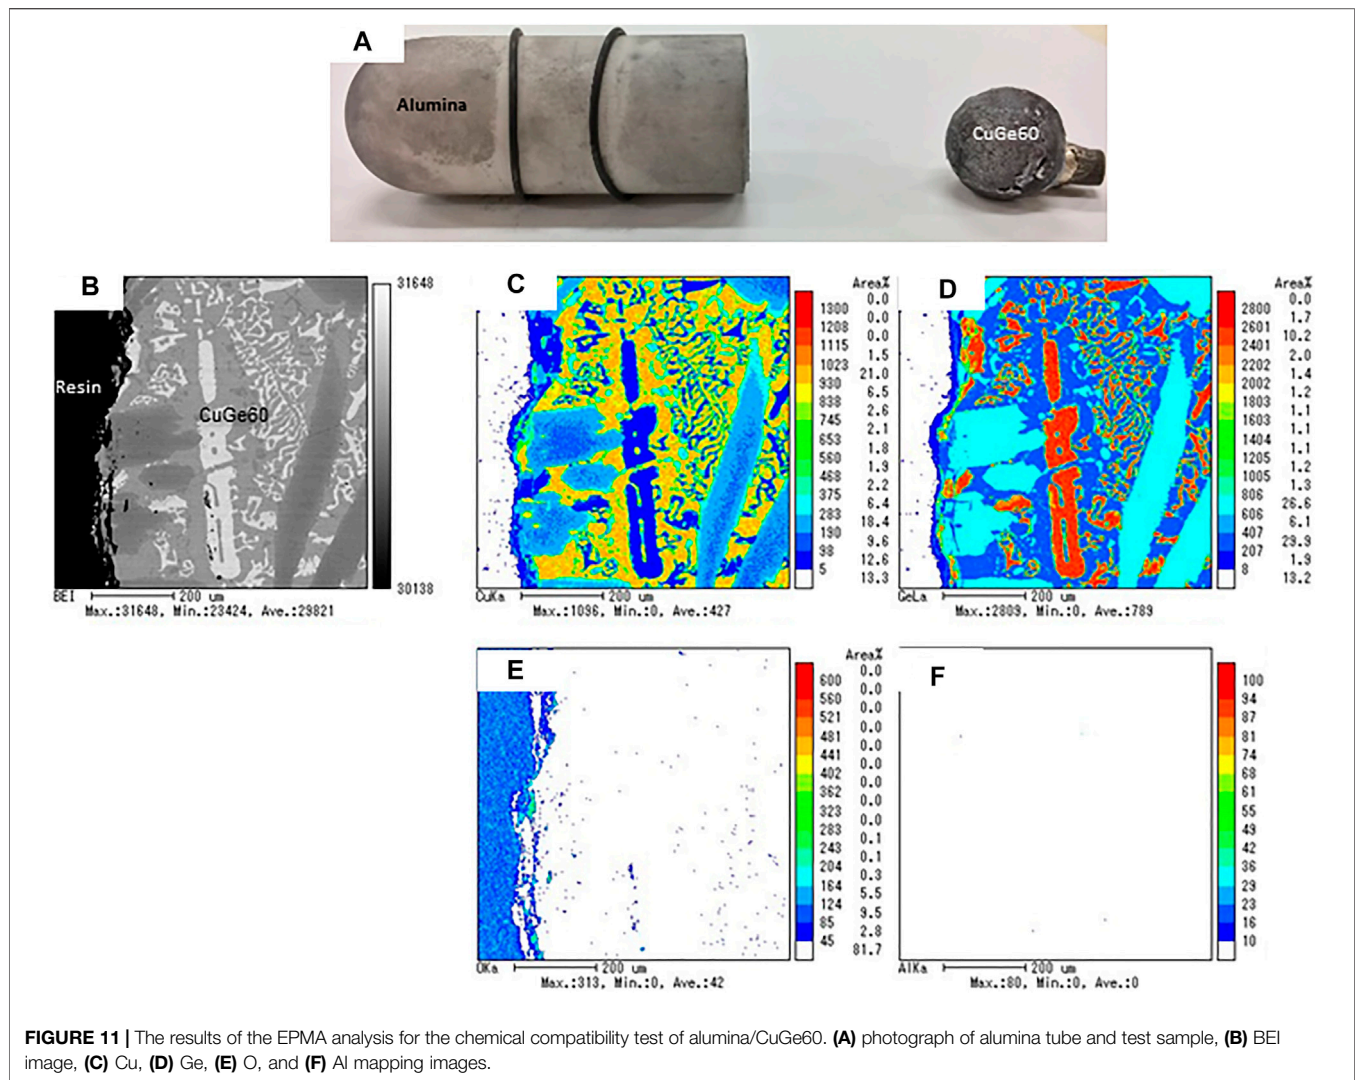 A
Alumina
CuGe60
B
Resin
CuGe60
31648
30138
BEI 200 um
Max.:31648, Min.:23424, Ave.:29821
C
Area%
1300 0.0
1208 0.0
1115 0.0
1023 1.5
930 21.0
838 6.5
745 2.6
653 2.1
560 1.8
468 1.9
375 2.2
283 6.4
190 18.4
98 9.6
5 12.6
13.3
CuKa 200 um
Max.:1096, Min.:0, Ave.:427
D
Area%
2800 0.0
2601 1.7
2401 10.2
2202 2.0
2002 1.4
1803 1.2
1603 1.1
1404 1.1
1205 1.1
1005 1.2
806 1.3
606 26.6
407 6.1
207 23.9
8 1.9
13.2
GeLa 200 um
Max.:2809, Min.:0, Ave.:789
E
Area%
600 0.0
560 0.0
521 0.0
481 0.0
441 0.0
402 0.0
362 0.0
323 0.0
283 0.0
243 0.1
204 0.1
164 0.3
124 5.5
85 9.5
45 2.8
81.7
OKa 200 um
Max.:313, Min.:0, Ave.:42
F
100
94
87
81
74
68
61
55
49
42
36
29
23
16
10
AlKa 200 um
Max.:80, Min.:0, Ave.:0
FIGURE 11 | The results of the EPMA analysis for the chemical compatibility test of alumina/CuGe60. (A) photograph of alumina tube and test sample, (B) BEI
image, (C) Cu, (D) Ge, (E) O, and (F) Al mapping images.